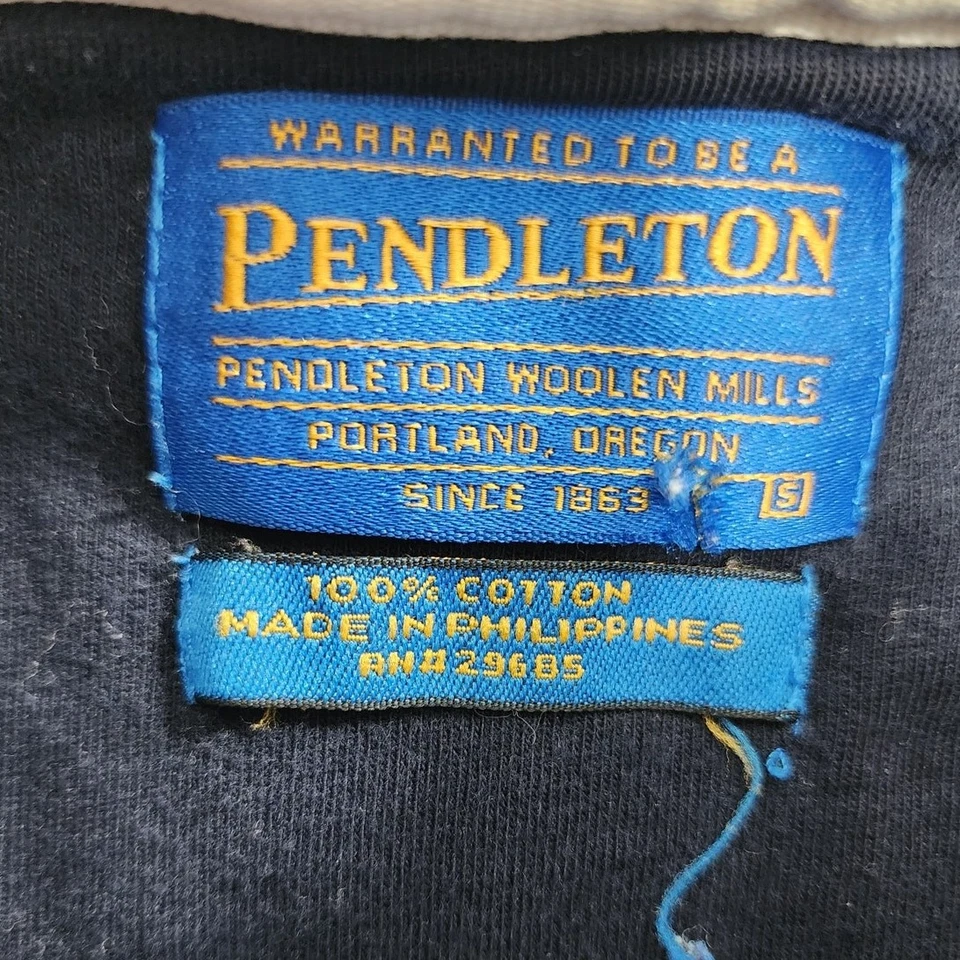 WARRANTED TO BE A
PENDLETON
PENDLETON WOOLEN MILLS
PORTLAND, OREGON
SINCE 1863 S
100% COTTON
MADE IN PHILIPPINES
RN#29685